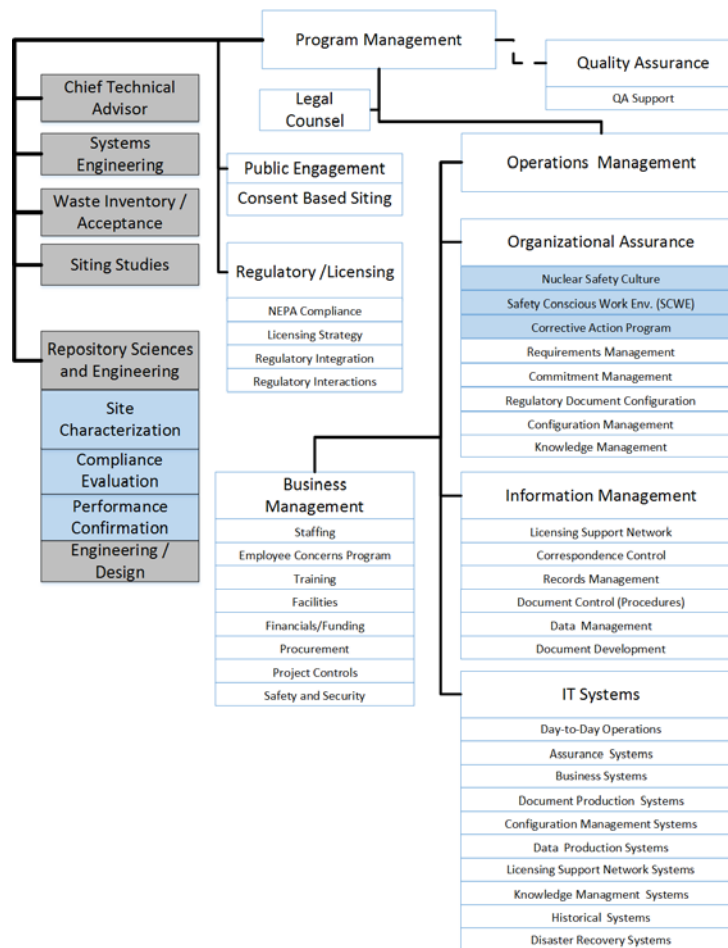 Program Management
Quality Assurance
QA Support
Chief Technical
Advisor
Legal
Counsel
Systems
Engineering
Public Engagement
Consent Based Siting
Operations Management
Waste Inventory /
Acceptance
Siting Studies
Regulatory /Licensing
NEPA Compliance
Licensing Strategy
Regulatory Integration
Regulatory Interactions
Organizational Assurance
Nuclear Safety Culture
Safety Conscious Work Env. (SCWE)
Corrective Action Program
Requirements Management
Commitment Management
Regulatory Document Configuration
Configuration Management
Knowledge Management
Repository Sciences
and Engineering
Site
Characterization
Compliance
Evaluation
Performance
Confirmation
Engineering /
Design
Business
Management
Staffing
Employee Concerns Program
Training
Facilities
Financials/Funding
Procurement
Project Controls
Safety and Security
Information Management
Licensing Support Network
Correspondence Control
Records Management
Document Control (Procedures)
Data Management
Document Development
IT Systems
Day-to-Day Operations
Assurance Systems
Business Systems
Document Production Systems
Configuration Management Systems
Data Production Systems
Licensing Support Network Systems
Knowledge Managment Systems
Historical Systems
Disaster Recovery Systems